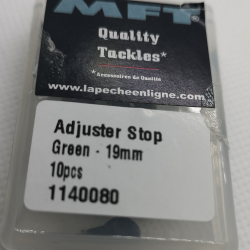 MFT
Quality
Tackles*
*Accessoires de Qualité
www.lapecheenligne.com
Adjuster Stop
Green - 19mm
10pcs
1140080